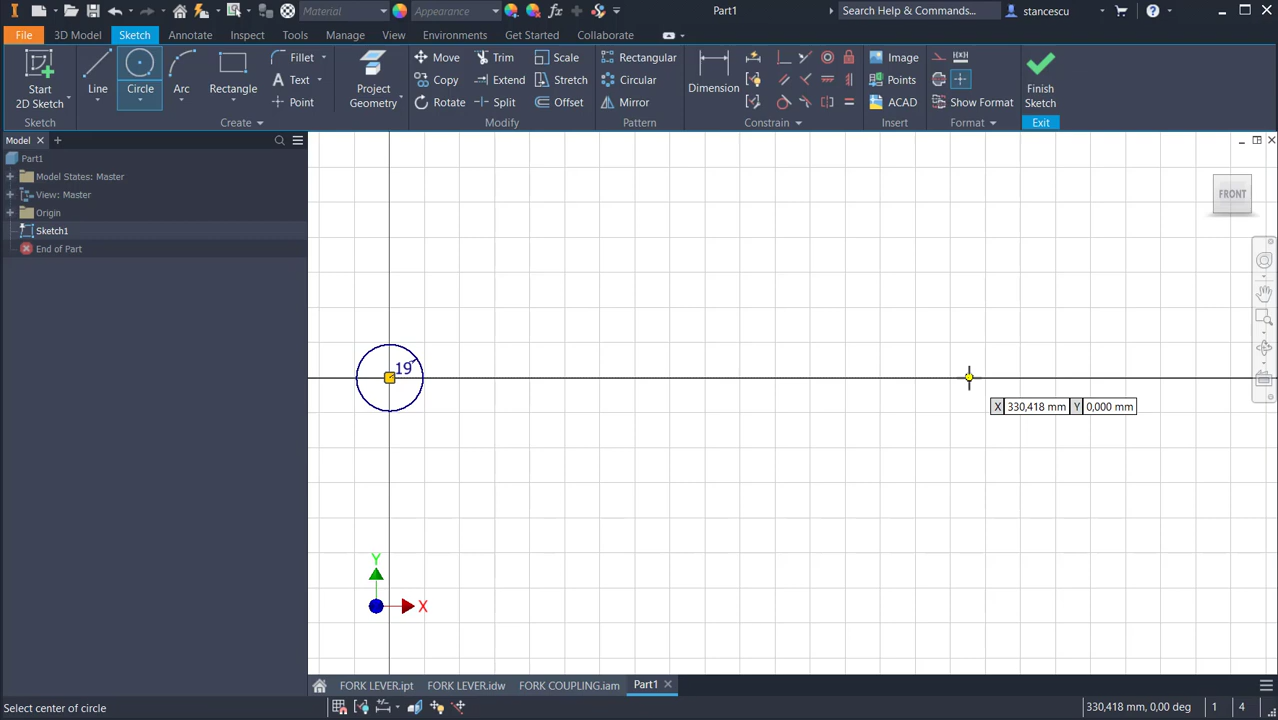 Material
Appearance
Part1
Search Help & Commands...
stancescu
File
3D Model
Sketch
Annotate
Inspect
Tools
Manage
View
Environments
Get Started
Collaborate
Start
2D Sketch
Line
Circle
Arc
Rectangle
Fillet
Text
Point
Project
Geometry
Move
Copy
Rotate
Trim
Extend
Split
Scale
Stretch
Offset
Rectangular
Circular
Mirror
Dimension
Image
Points
ACAD
Show Format
Finish
Sketch
Sketch
Create
Modify
Pattern
Constrain
Insert
Format
Exit
Model
Part1
Model States: Master
View: Master
Origin
Sketch1
End of Part
FRONT
19
X 330,418 mm Y 0,000 mm
Y
X
FORK LEVER.ipt
FORK LEVER.idw
FORK COUPLING.iam
Part1
Select center of circle
330,418 mm, 0,00 deg
1
4